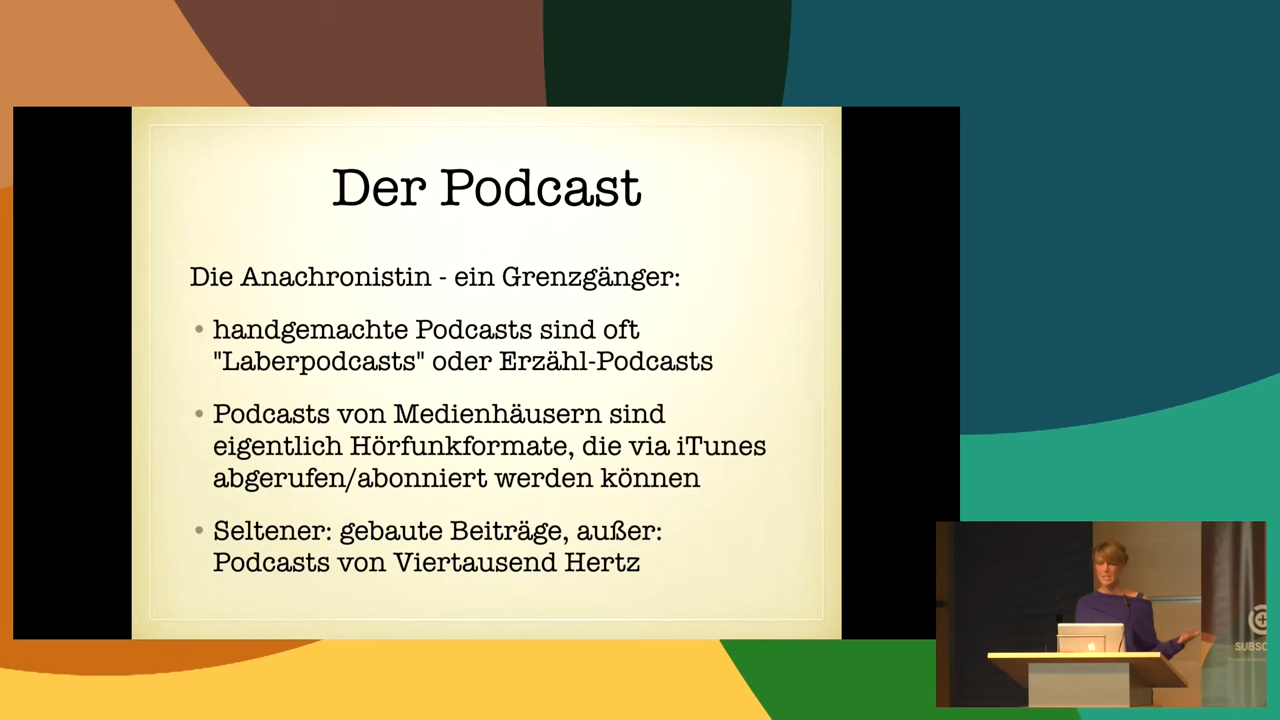 Der Podcast
Die Anachronistin - ein Grenzgänger:
• handgemachte Podcasts sind oft
"Laberpodcasts" oder Erzähl-Podcasts
• Podcasts von Medienhäusern sind
eigentlich Hörfunkformate, die via iTunes
abgerufen/abonniert werden können
• Seltener: gebaute Beiträge, außer:
Podcasts von Viertausend Hertz
SUBSC